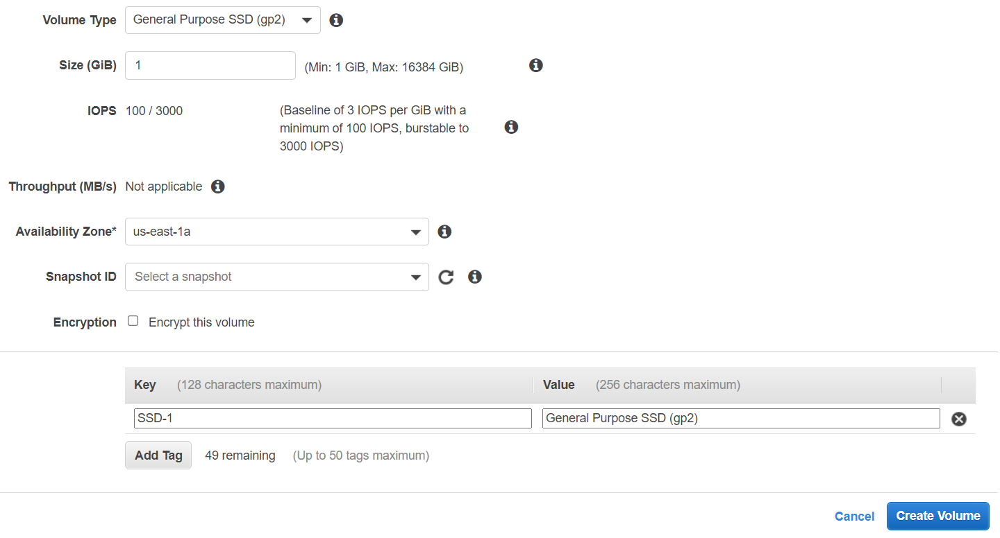 Volume Type General Purpose SSD (gp2)
Size (GiB) 1 (Min: 1 GiB, Max: 16384 GiB)
IOPS 100 / 3000 (Baseline of 3 IOPS per GiB with a
minimum of 100 IOPS, burstable to
3000 IOPS)
Throughput (MB/s) Not applicable
Availability Zone* us-east-1a
Snapshot ID Select a snapshot
Encryption Encrypt this volume
Key (128 characters maximum) Value (256 characters maximum)
SSD-1 General Purpose SSD (gp2)
Add Tag 49 remaining (Up to 50 tags maximum)
Cancel Create Volume